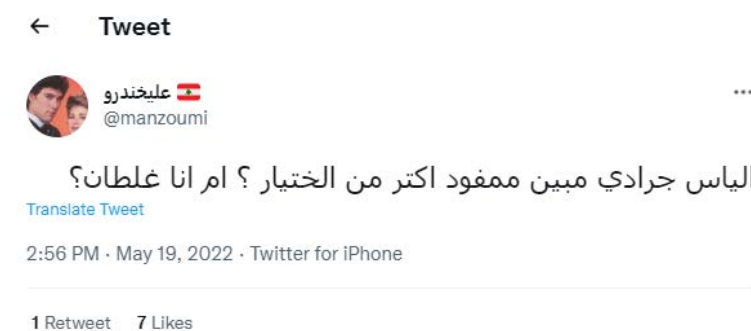 Tweet
عليخندرو
@manzoumi
الياس جرادي مبين ممفود اكتر من الختيار ؟ ام انا غلطان؟
Translate Tweet
2:56 PM · May 19, 2022 · Twitter for iPhone
1 Retweet 7 Likes